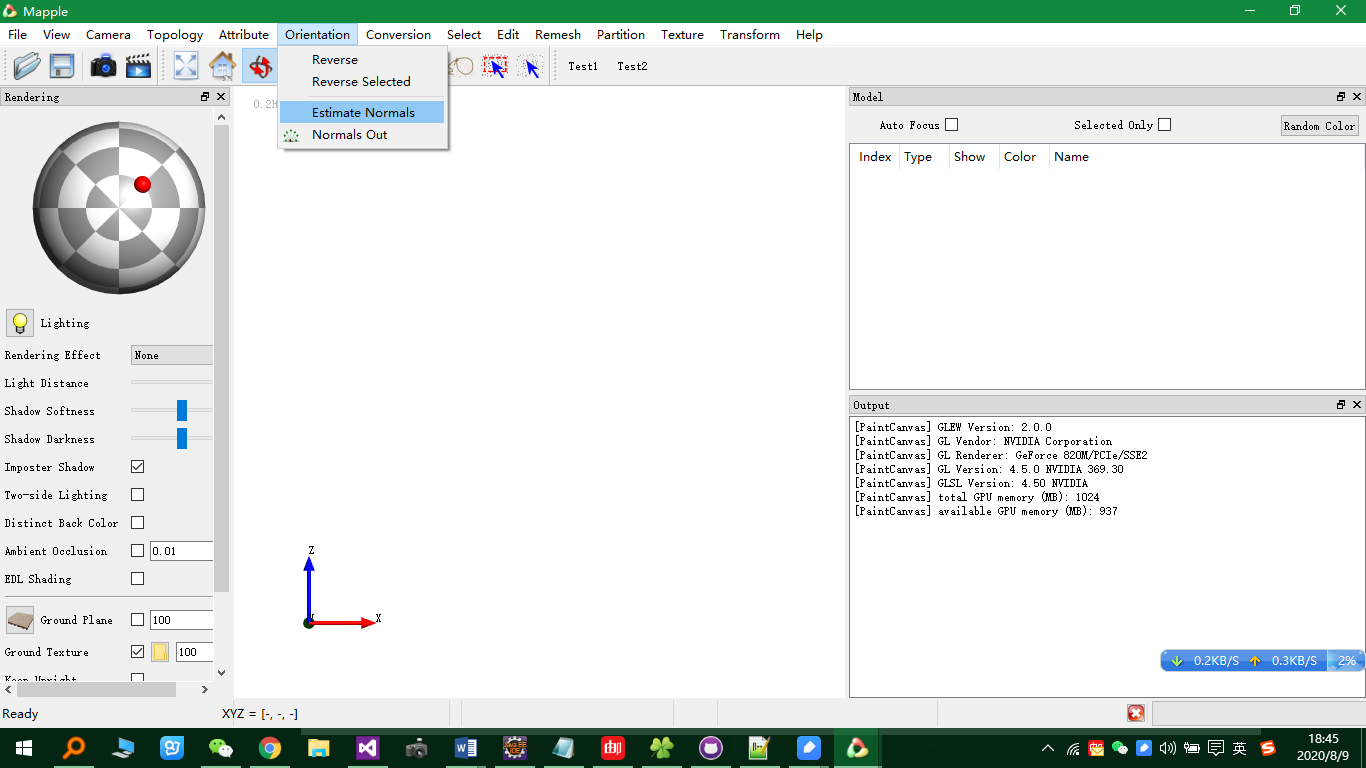 Mapple
File View Camera Topology Attribute Orientation Conversion Select Edit Remesh Partition Texture Transform Help
Test1 Test2
Reverse
Reverse Selected
Estimate Normals
Normals Out
Rendering
Lighting
Rendering Effect None
Light Distance
Shadow Softness
Shadow Darkness
Imposter Shadow
Two-side Lighting
Distinct Back Color
Ambient Occlusion 0.01
EDL Shading
Ground Plane 100
Ground Texture 100
Keep Upright
0.2H
Z
X
Model
Auto Focus Selected Only Random Color
Index Type Show Color Name
Output
[PaintCanvas] GLEW Version: 2.0.0
[PaintCanvas] GL Vendor: NVIDIA Corporation
[PaintCanvas] GL Renderer: GeForce 820M/PCIe/SSE2
[PaintCanvas] GL Version: 4.5.0 NVIDIA 369.30
[PaintCanvas] GLSL Version: 4.50 NVIDIA
[PaintCanvas] total GPU memory (MB): 1024
[PaintCanvas] available GPU memory (MB): 937
0.2KB/S 0.3KB/S 2%
Ready XYZ = [-, -, -]
英
18:45
2020/8/9